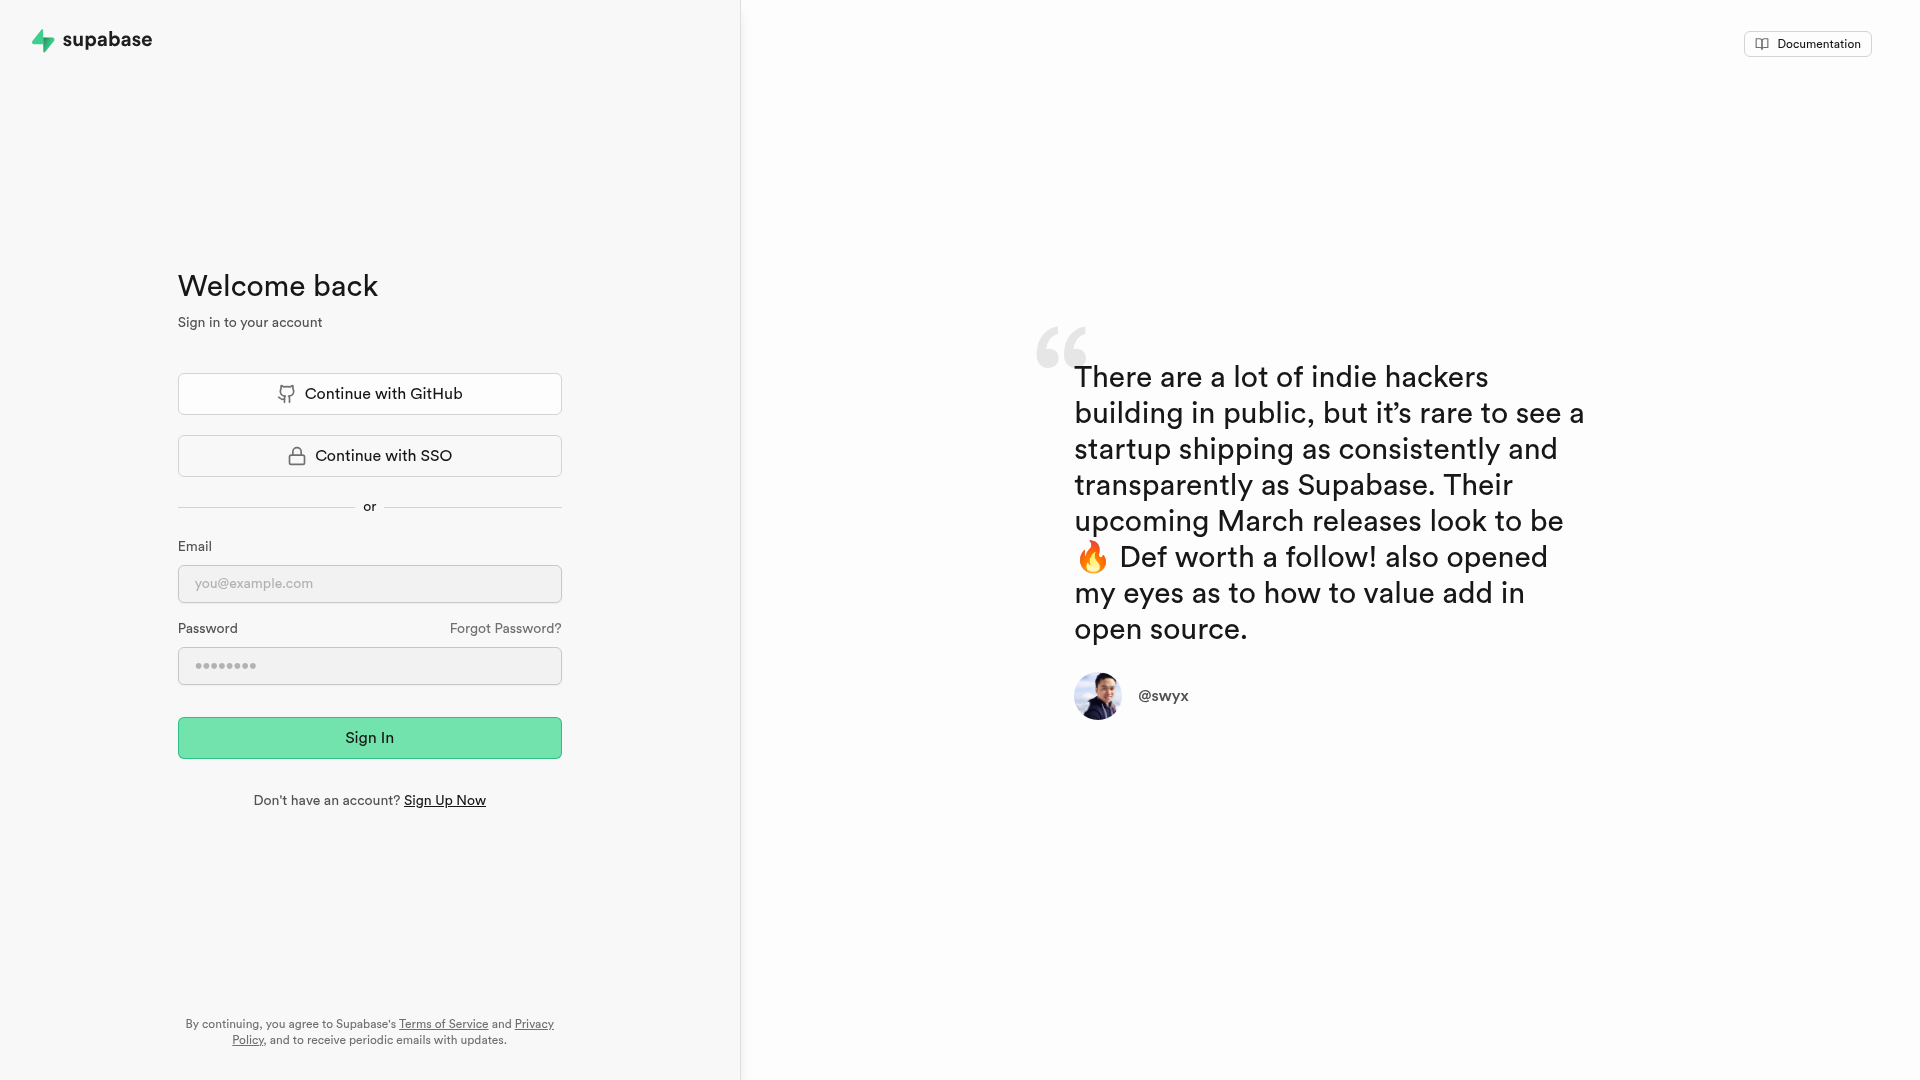 supabase
Documentation
Welcome back
Sign in to your account
Continue with GitHub
Continue with SSO
or
Email
you@example.com
Password
Forgot Password?
••••••••
Sign In
Don't have an account? Sign Up Now
By continuing, you agree to Supabase's Terms of Service and Privacy
Policy, and to receive periodic emails with updates.
“
There are a lot of indie hackers
building in public, but it’s rare to see a
startup shipping as consistently and
transparently as Supabase. Their
upcoming March releases look to be
🔥 Def worth a follow! also opened
my eyes as to how to value add in
open source.
@swyx